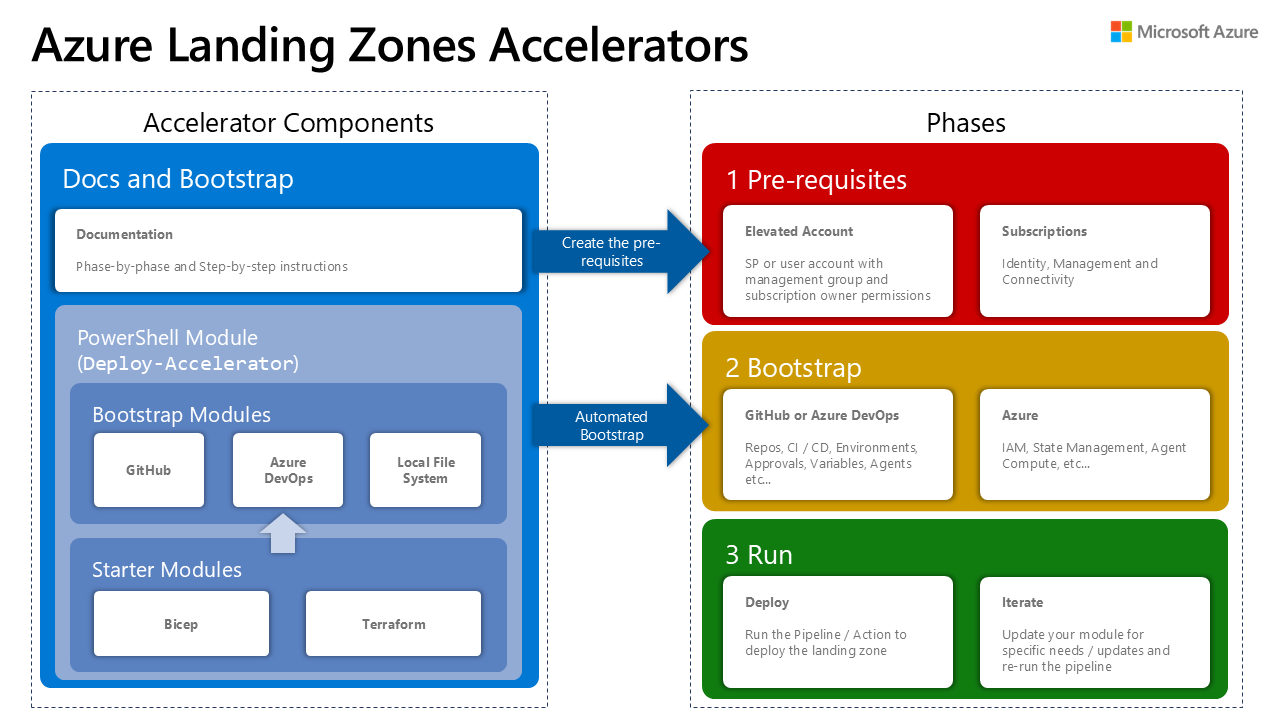 Azure Landing Zones Accelerators
Microsoft Azure
Accelerator Components
Docs and Bootstrap
Documentation
Phase-by-phase and Step-by-step instructions
PowerShell Module
(Deploy-Accelerator)
Bootstrap Modules
GitHub
Azure
DevOps
Local File
System
Starter Modules
Bicep
Terraform
Create the pre-
requisites
Automated
Bootstrap
Phases
1 Pre-requisites
Elevated Account
SP or user account with
management group and
subscription owner permissions
Subscriptions
Identity, Management and
Connectivity
2 Bootstrap
GitHub or Azure DevOps
Repos, CI / CD, Environments,
Approvals, Variables, Agents
etc...
Azure
IAM, State Management, Agent
Compute, etc...
3 Run
Deploy
Run the Pipeline / Action to
deploy the landing zone
Iterate
Update your module for
specific needs / updates and
re-run the pipeline